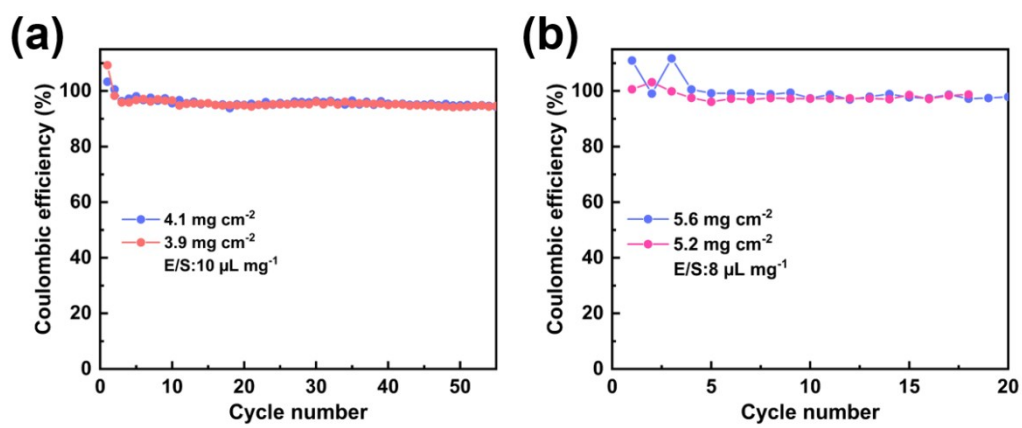 (a)
Coulombic efficiency (%)
100
80
60
40
20
0
4.1 mg cm⁻²
3.9 mg cm⁻²
E/S:10 μL mg⁻¹
0 10 20 30 40 50
Cycle number
(b)
Coulombic efficiency (%)
100
80
60
40
20
0
5.6 mg cm⁻²
5.2 mg cm⁻²
E/S:8 μL mg⁻¹
0 5 10 15 20
Cycle number